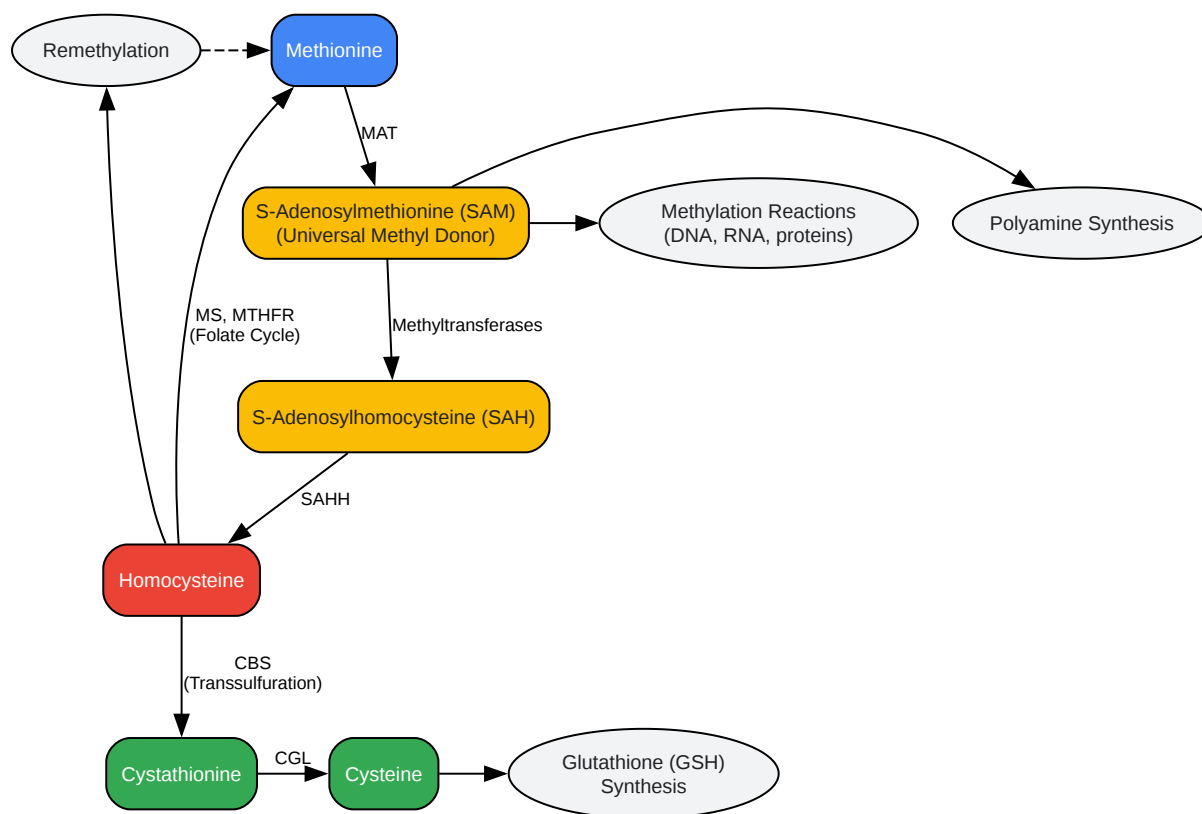 Remethylation
Methionine
MAT
S-Adenosylmethionine (SAM)
(Universal Methyl Donor)
Methylation Reactions
(DNA, RNA, proteins)
Polyamine Synthesis
MS, MTHFR
(Folate Cycle)
Methyltransferases
S-Adenosylhomocysteine (SAH)
SAHH
Homocysteine
CBS
(Transsulfuration)
Cystathionine
CGL
Cysteine
Glutathione (GSH)
Synthesis